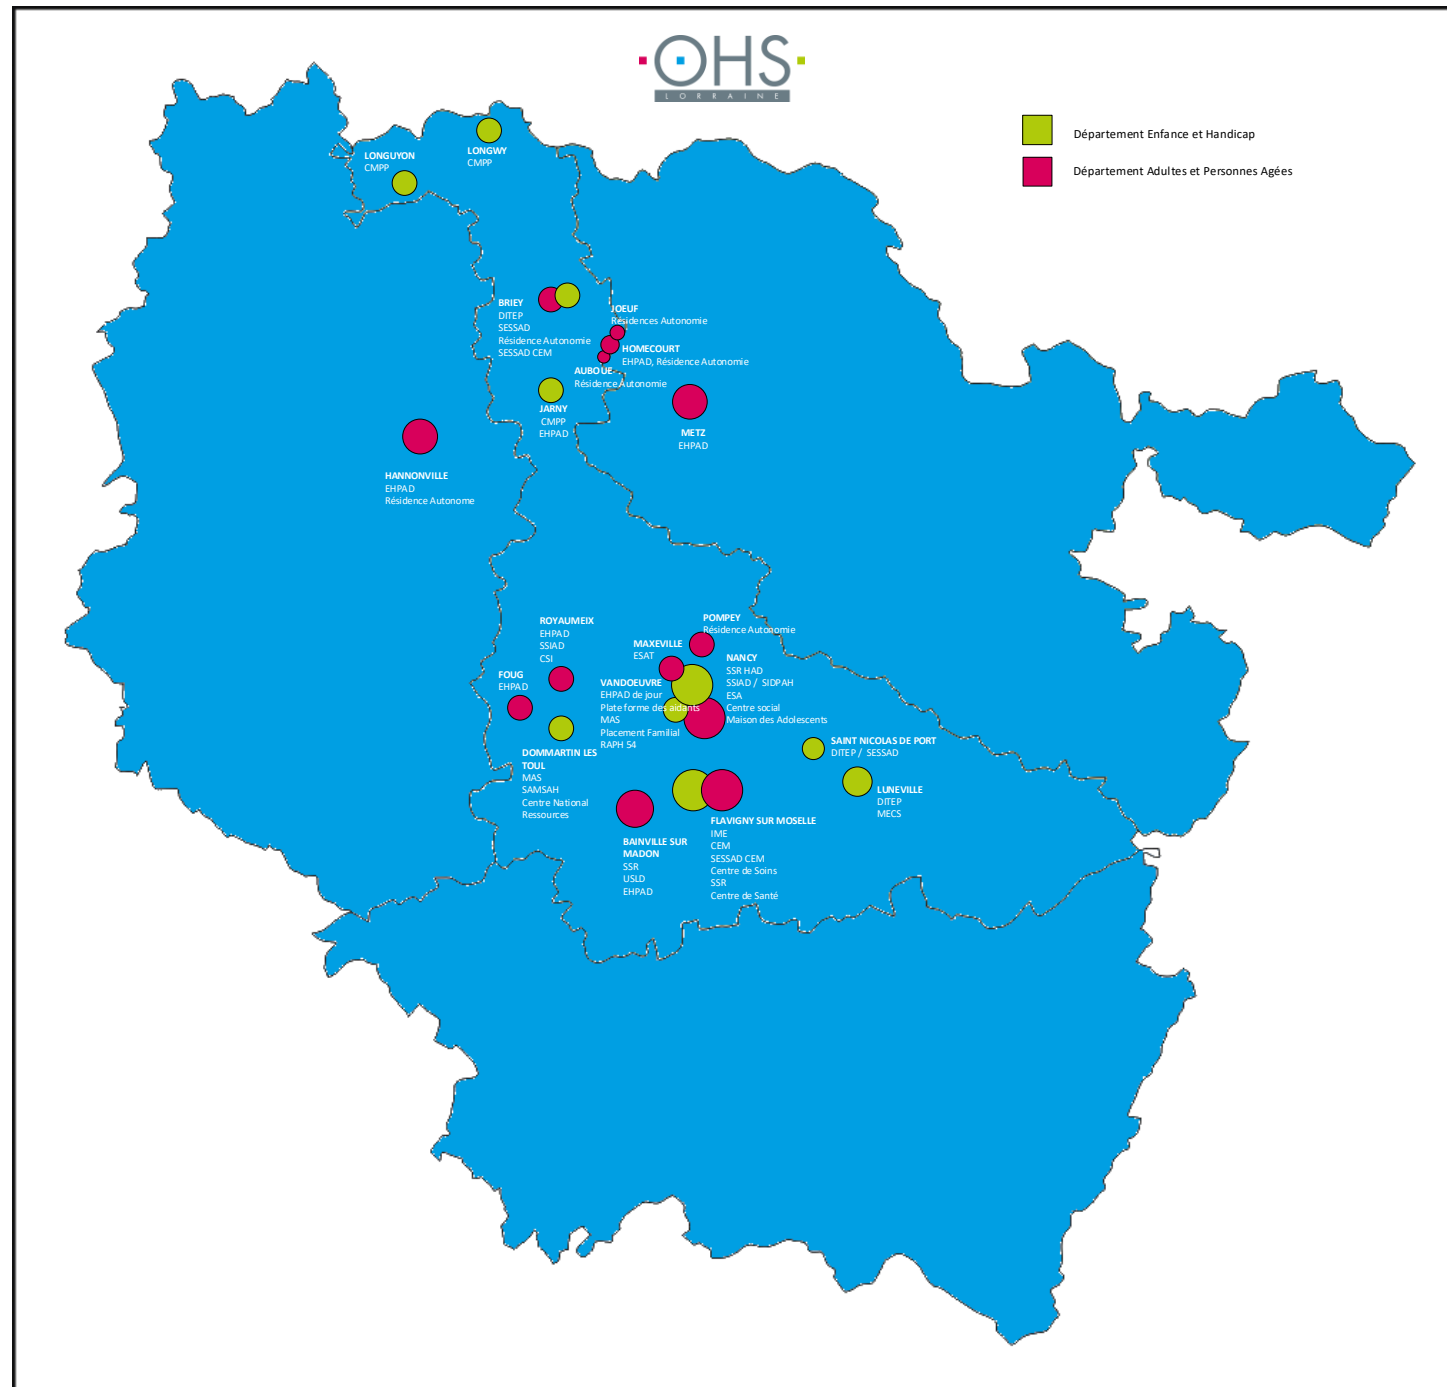 OHS
LORRAINE
Département Enfance et Handicap
Département Adultes et Personnes Agées
LONGWY
CMPP
LONGUYON
CMPP
BRIEY
DITEP
SESSAD
Résidence Autonomie
SESSAD CEM
JOEUF
Résidences Autonomie
HOMECOURT
EHPAD, Résidence Autonomie
AUBOUE
Résidence Autonomie
JARNY
CMPP
EHPAD
METZ
EHPAD
HANNONVILLE
EHPAD
Résidence Autonome
ROYAUMEIX
EHPAD
SSIAD
CSI
FOUG
EHPAD
POMPEY
Résidence Autonomie
MAXEVILLE
ESAT
NANCY
SSR HAD
SSIAD / SIDPAH
ESA
Centre social
Maison des Adolescents
VANDOEUVRE
EHPAD de jour
Plate forme des aidants
MAS
Placement Familial
RAPH 54
DOMMARTIN LES
TOUL
MAS
SAMSAH
Centre National
Ressources
SAINT NICOLAS DE PORT
DITEP / SESSAD
LUNEVILLE
DITEP
MECS
BAINVILLE SUR
MADON
SSR
USLD
EHPAD
FLAVIGNY SUR MOSELLE
IME
CEM
SESSAD CEM
Centre de Soins
SSR
Centre de Santé